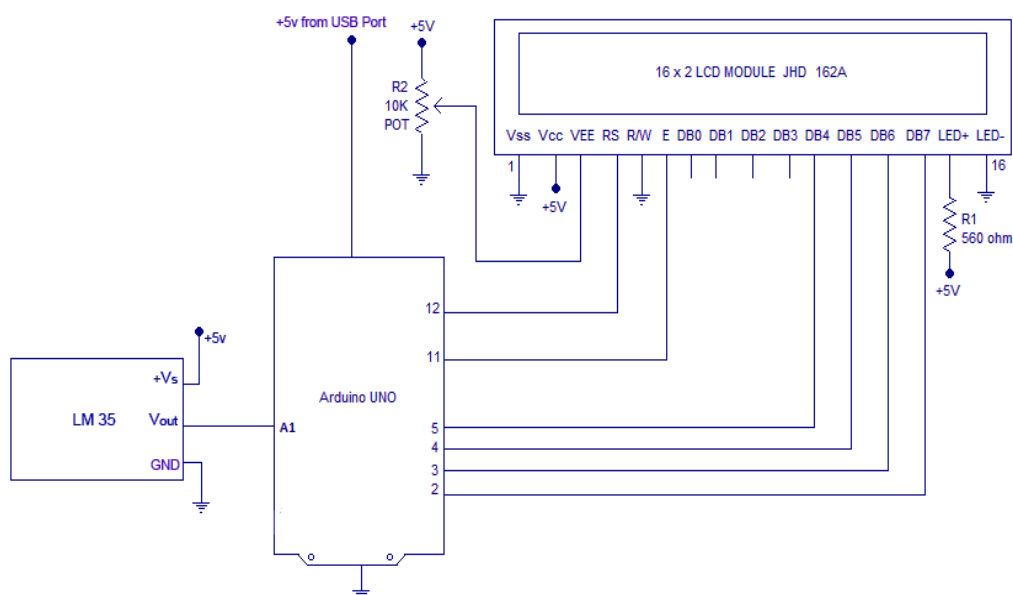 +5v from USB Port
+5V
R2
10K
POT
16 x 2 LCD MODULE JHD 162A
Vss Vcc VEE RS R/W E DB0 DB1 DB2 DB3 DB4 DB5 DB6 DB7 LED+ LED-
1
16
+5V
R1
560 ohm
+5V
12
11
Arduino UNO
A1
5
4
3
2
+5v
+Vs
LM 35
Vout
GND